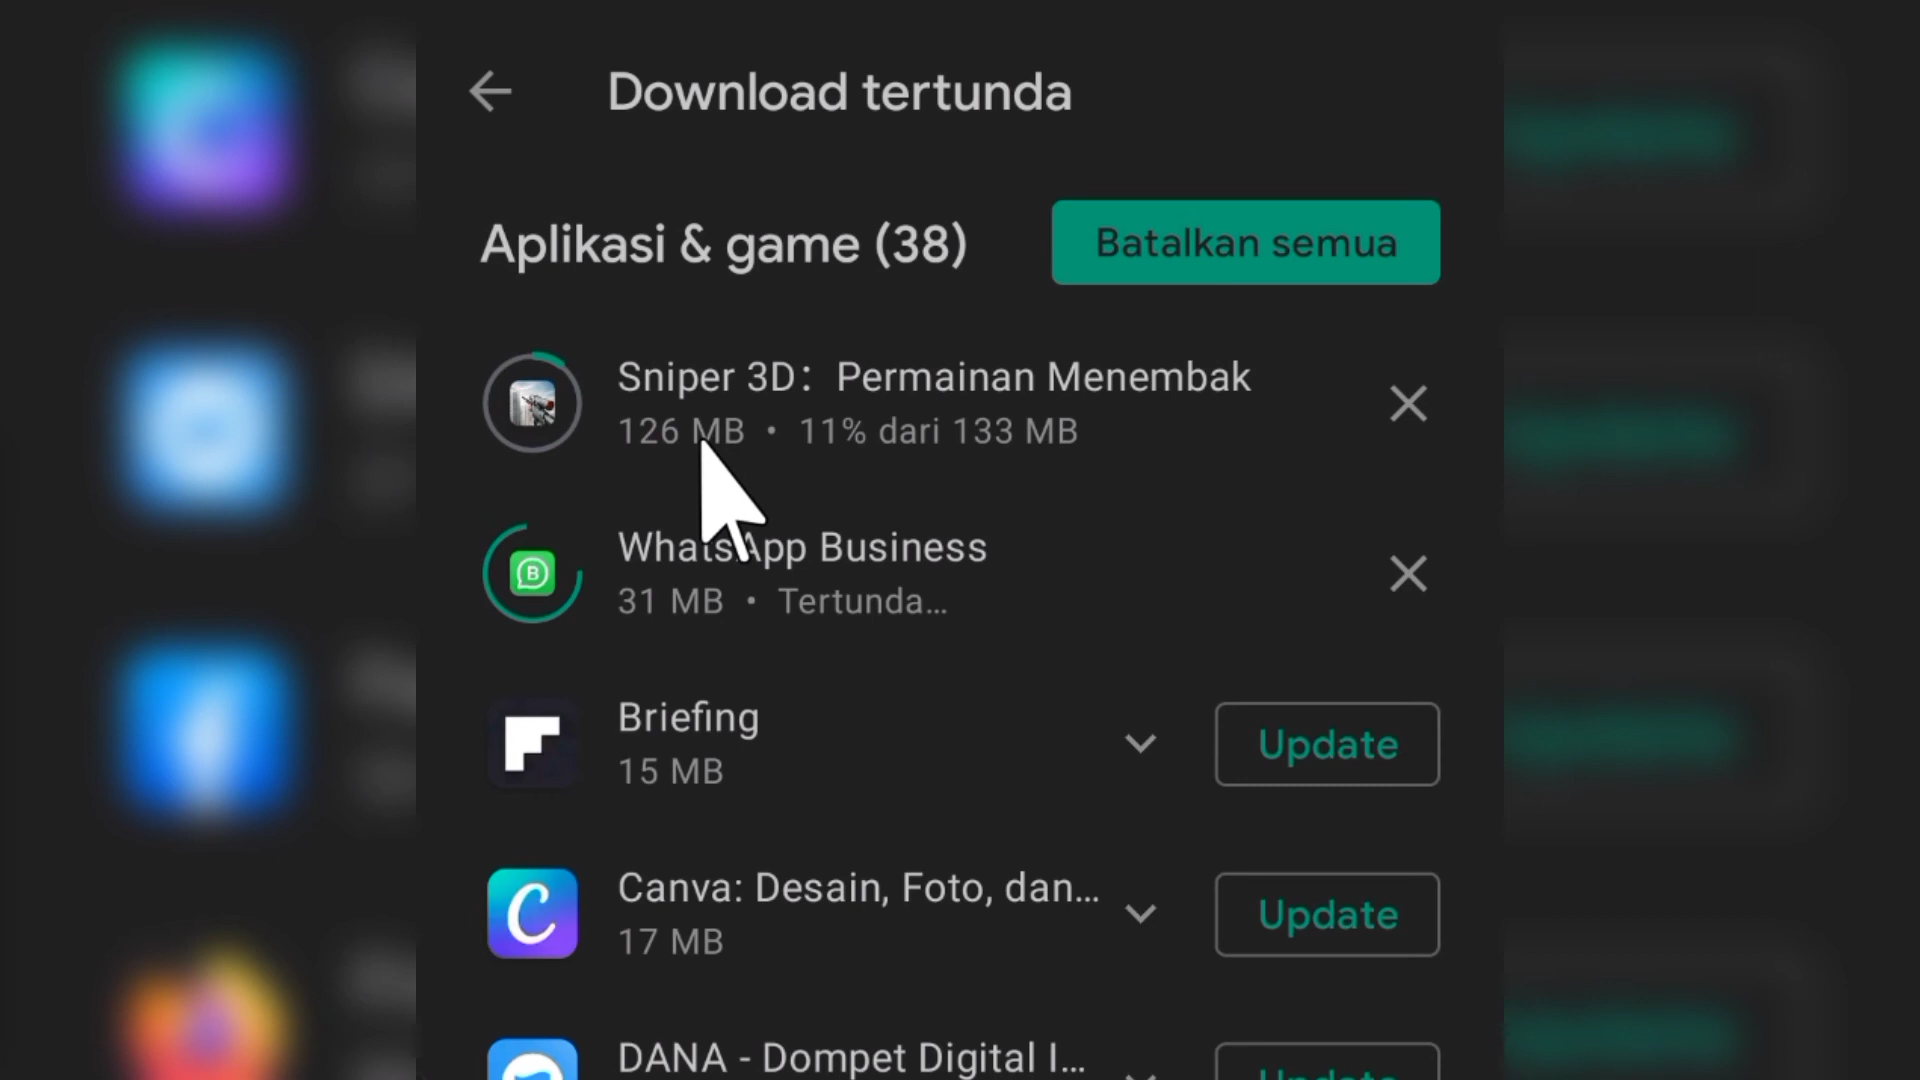 Download tertunda
Aplikasi & game (38)
Batalkan semua
Sniper 3D: Permainan Menembak
126 MB • 11% dari 133 MB
WhatsApp Business
31 MB • Tertunda...
Briefing
15 MB
Update
Canva: Desain, Foto, dan...
17 MB
Update
DANA - Dompet Digital I...
Update